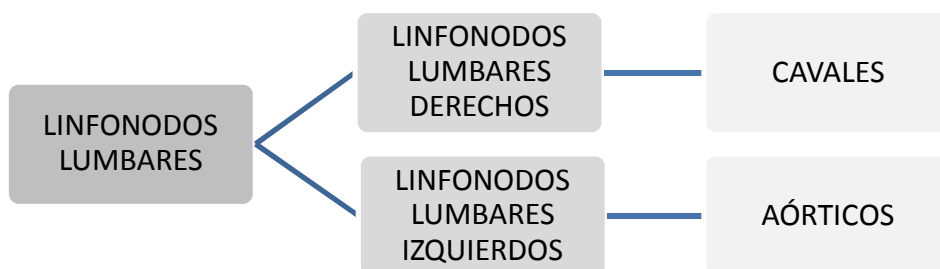 LINFONODOS
LUMBARES
LINFONODOS
LUMBARES
DERECHOS
CAVALES
LINFONODOS
LUMBARES
IZQUIERDOS
AÓRTICOS